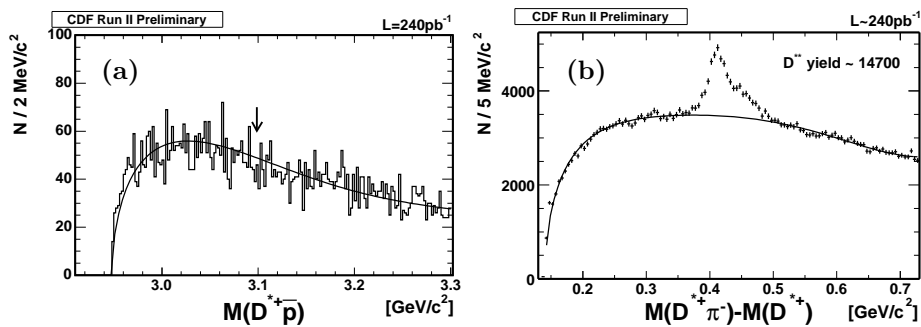 CDF Run II Preliminary
L=240pb⁻¹
N / 2 MeV/c²
(a)
100
80
60
40
20
0
3.0
3.1
3.2
3.3
M(D*⁺p̅)
[GeV/c²]
CDF Run II Preliminary
L~240pb⁻¹
N / 5 MeV/c²
(b)
D** yield ~ 14700
4000
2000
0
0.2
0.3
0.4
0.5
0.6
0.7
M(D*⁺π⁻)-M(D*⁺)
[GeV/c²]